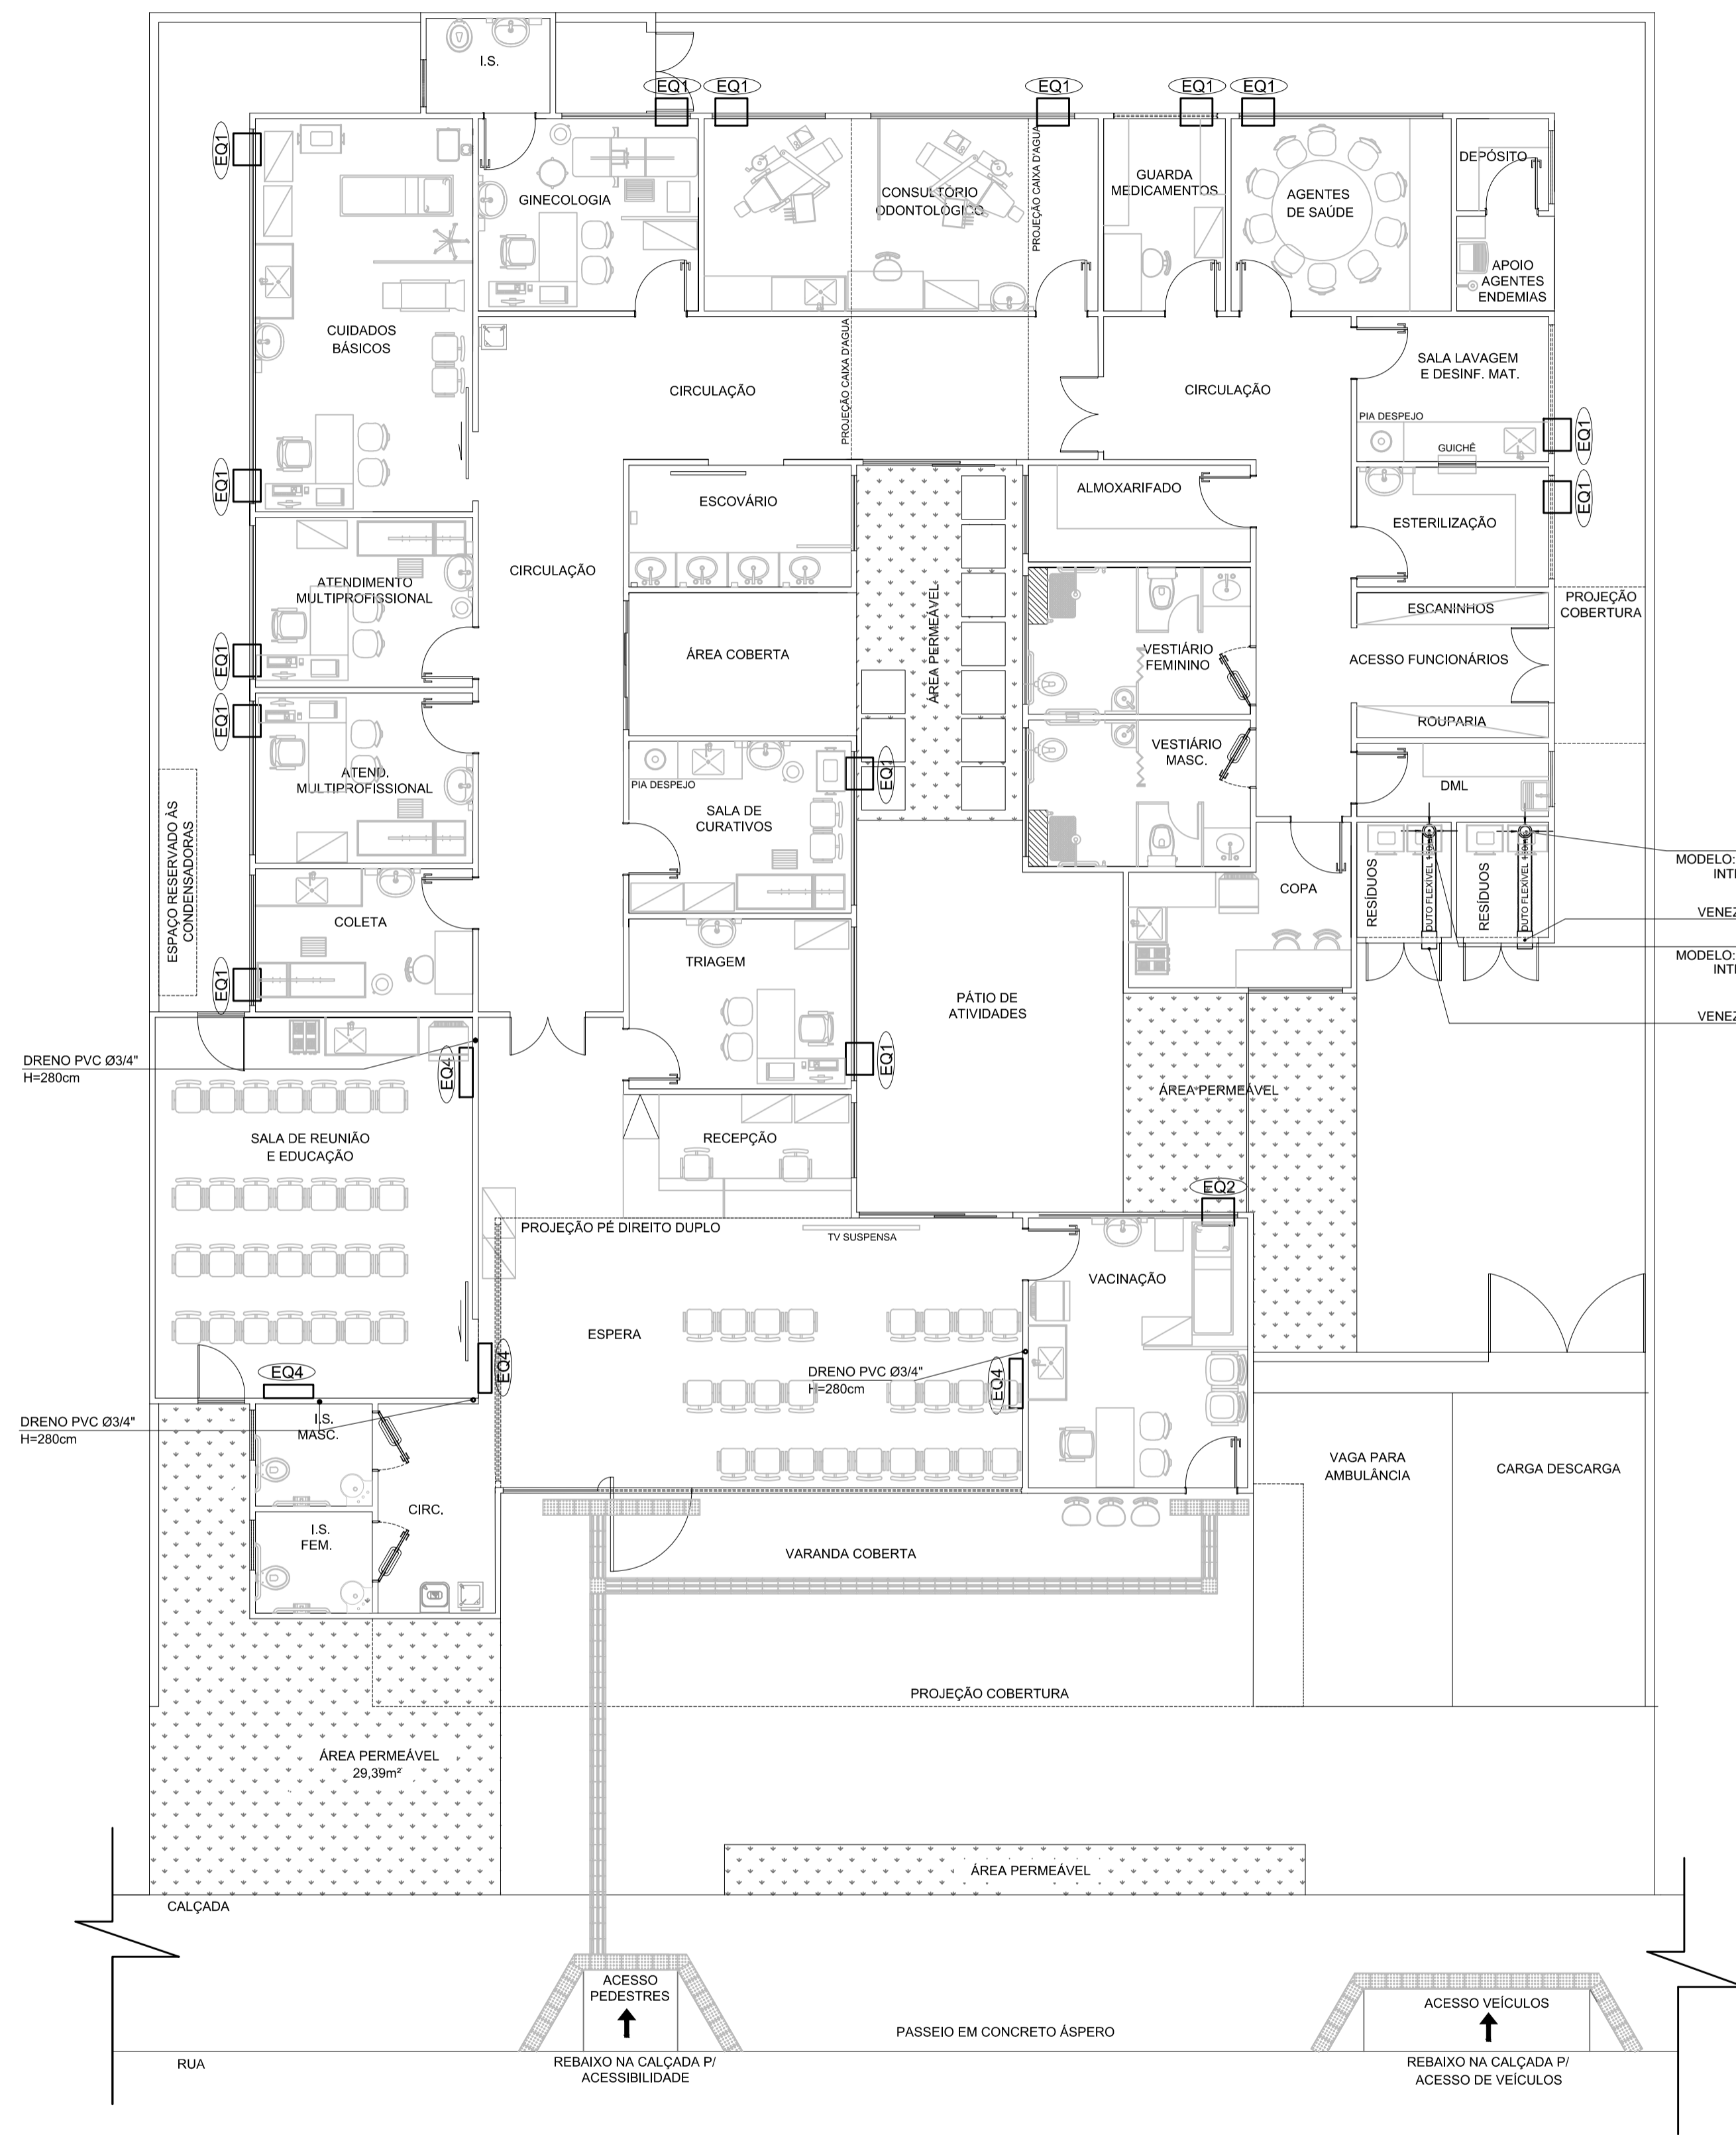 I.S.
EQ1
EQ1
EQ1
EQ1
EQ1
EQ1
GINECOLOGIA
CONSULTÓRIO
ODONTOLÓGICO
PROJEÇÃO CAIXA D'AGUA
GUARDA
MEDICAMENTOS
AGENTES
DE SAÚDE
DEPÓSITO
APOIO
AGENTES
ENDEMIAS
CUIDADOS
BÁSICOS
CIRCULAÇÃO
PROJEÇÃO CAIXA D'AGUA
CIRCULAÇÃO
SALA LAVAGEM
E DESINF. MAT.
PIA DESPEJO
GUICHÊ
EQ1
EQ1
EQ1
ESCOVÁRIO
ALMOXARIFADO
ESTERILIZAÇÃO
CIRCULAÇÃO
ATENDIMENTO
MULTIPROFISSIONAL
EQ1
ÁREA COBERTA
ÁREA PERMEÁVEL
VESTIÁRIO
FEMININO
ESCANINHOS
PROJEÇÃO
COBERTURA
ACESSO FUNCIONÁRIOS
ROUPARIA
EQ1
ATEND.
MULTIPROFISSIONAL
VESTIÁRIO
MASC.
DML
PIA DESPEJO
SALA DE
CURATIVOS
EQ1
ESPAÇO RESERVADO ÀS
CONDENSADORAS
COLETA
EQ1
COPA
RESÍDUOS
DUTO FLEXÍVEL
RESÍDUOS
DUTO FLEXÍVEL
MODELO:
INT
VENEZ
MODELO:
INT
VENEZ
TRIAGEM
EQ1
PÁTIO DE
ATIVIDADES
DRENO PVC Ø3/4"
H=280cm
EQ4
ÁREA PERMEÁVEL
SALA DE REUNIÃO
E EDUCAÇÃO
RECEPÇÃO
EQ2
PROJEÇÃO PÉ DIREITO DUPLO
TV SUSPENSA
VACINAÇÃO
ESPERA
EQ4
EQ4
DRENO PVC Ø3/4"
H=280cm
EQ4
DRENO PVC Ø3/4"
H=280cm
I.S.
MASC.
CIRC.
I.S.
FEM.
VAGA PARA
AMBULÂNCIA
CARGA DESCARGA
VARANDA COBERTA
PROJEÇÃO COBERTURA
ÁREA PERMEÁVEL
29,39m²
ÁREA PERMEÁVEL
CALÇADA
ACESSO
PEDESTRES
ACESSO VEÍCULOS
PASSEIO EM CONCRETO ÁSPERO
RUA
REBAIXO NA CALÇADA P/
ACESSIBILIDADE
REBAIXO NA CALÇADA P/
ACESSO DE VEÍCULOS